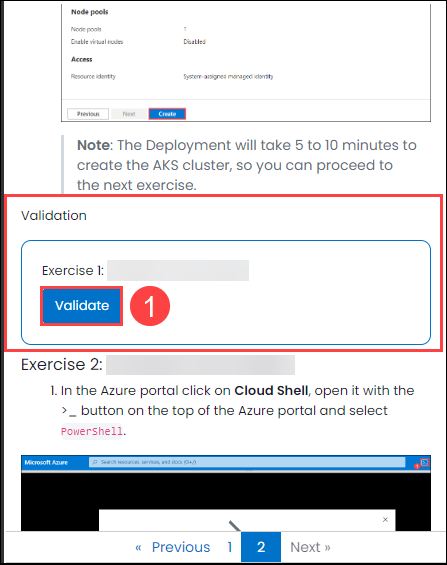 Node pools
Node pools 1
Enable virtual nodes Disabled
Access
Resource identity System-assigned managed identity
Previous Next Create
Note: The Deployment will take 5 to 10 minutes to
create the AKS cluster, so you can proceed to
the next exercise.
Validation
Exercise 1:
Validate 1
Exercise 2:
1. In the Azure portal click on Cloud Shell, open it with the
>_ button on the top of the Azure portal and select
PowerShell.
Microsoft Azure Search resources, services, and docs (G+/) 1
« Previous 1 2 Next »